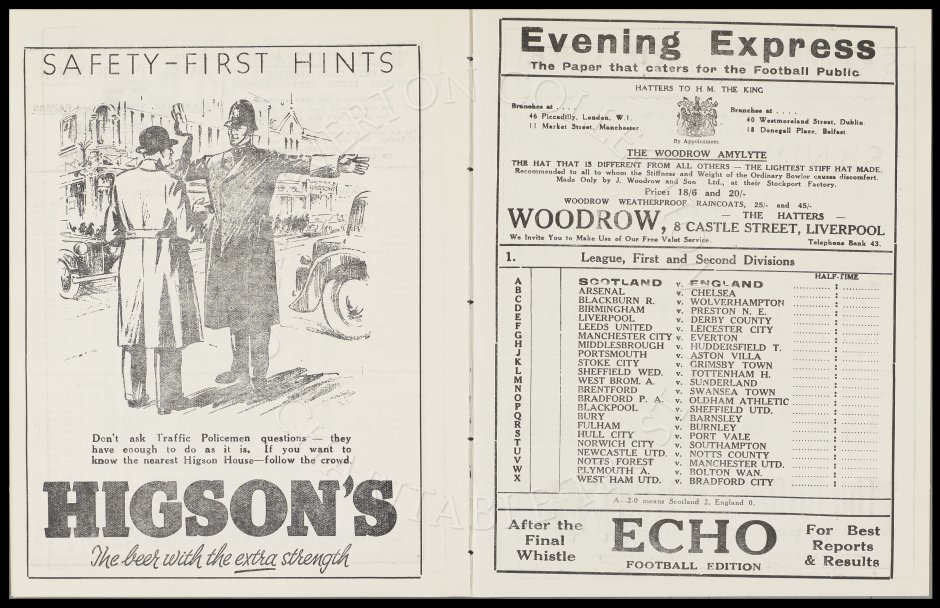 SAFETY-FIRST HINTS
Don't ask Traffic Policemen questions — they
have enough to do as it is. If you want to
know the nearest Higson House—follow the crowd.
HIGSON'S
The beer with the extra strength
Evening Express
The Paper that caters for the Football Public
HATTERS TO H.M. THE KING
Branches at . . . .
46 Piccadilly, London, W.1.
11 Market Street, Manchester
By Appointment
Branches at . . . .
40 Westmoreland Street, Dublin.
18 Donegall Place, Belfast.
THE WOODROW AMYLYTE
THE HAT THAT IS DIFFERENT FROM ALL OTHERS — THE LIGHTEST STIFF HAT MADE.
Recommended to all to whom the Stiffness and Weight of the Ordinary Bowler causes discomfort.
Made Only by J. Woodrow and Son Ltd., at their Stockport Factory.
Price: 18/6 and 20/-
WOODROW WEATHERPROOF RAINCOATS, 25/- and 45/-
WOODROW, — THE HATTERS —
8 CASTLE STREET, LIVERPOOL
We Invite You to Make Use of Our Free Valet Service. Telephone Bank 43.
1. League, First and Second Divisions
HALF-TIME
A SCOTLAND v. ENGLAND
B ARSENAL v. CHELSEA
C BLACKBURN R. v. WOLVERHAMPTON
D BIRMINGHAM v. PRESTON N. E.
E LIVERPOOL v. DERBY COUNTY
F LEEDS UNITED v. LEICESTER CITY
G MANCHESTER CITY v. EVERTON
H MIDDLESBROUGH v. HUDDERSFIELD T.
J PORTSMOUTH v. ASTON VILLA
K STOKE CITY v. GRIMSBY TOWN
L SHEFFIELD WED. v. TOTTENHAM H.
M WEST BROM. A. v. SUNDERLAND
N BRENTFORD v. SWANSEA TOWN
O BRADFORD P. A. v. OLDHAM ATHLETIC
P BLACKPOOL v. SHEFFIELD UTD.
Q BURY v. BARNSLEY
R FULHAM v. BURNLEY
S HULL CITY v. PORT VALE
T NORWICH CITY v. SOUTHAMPTON
U NEWCASTLE UTD. v. NOTTS COUNTY
V NOTTS FOREST v. MANCHESTER UTD.
W PLYMOUTH A. v. BOLTON WAN.
X WEST HAM UTD. v. BRADFORD CITY
A—2-0 means Scotland 2, England 0.
After the
Final
Whistle
ECHO
FOOTBALL EDITION
For Best
Reports
& Results